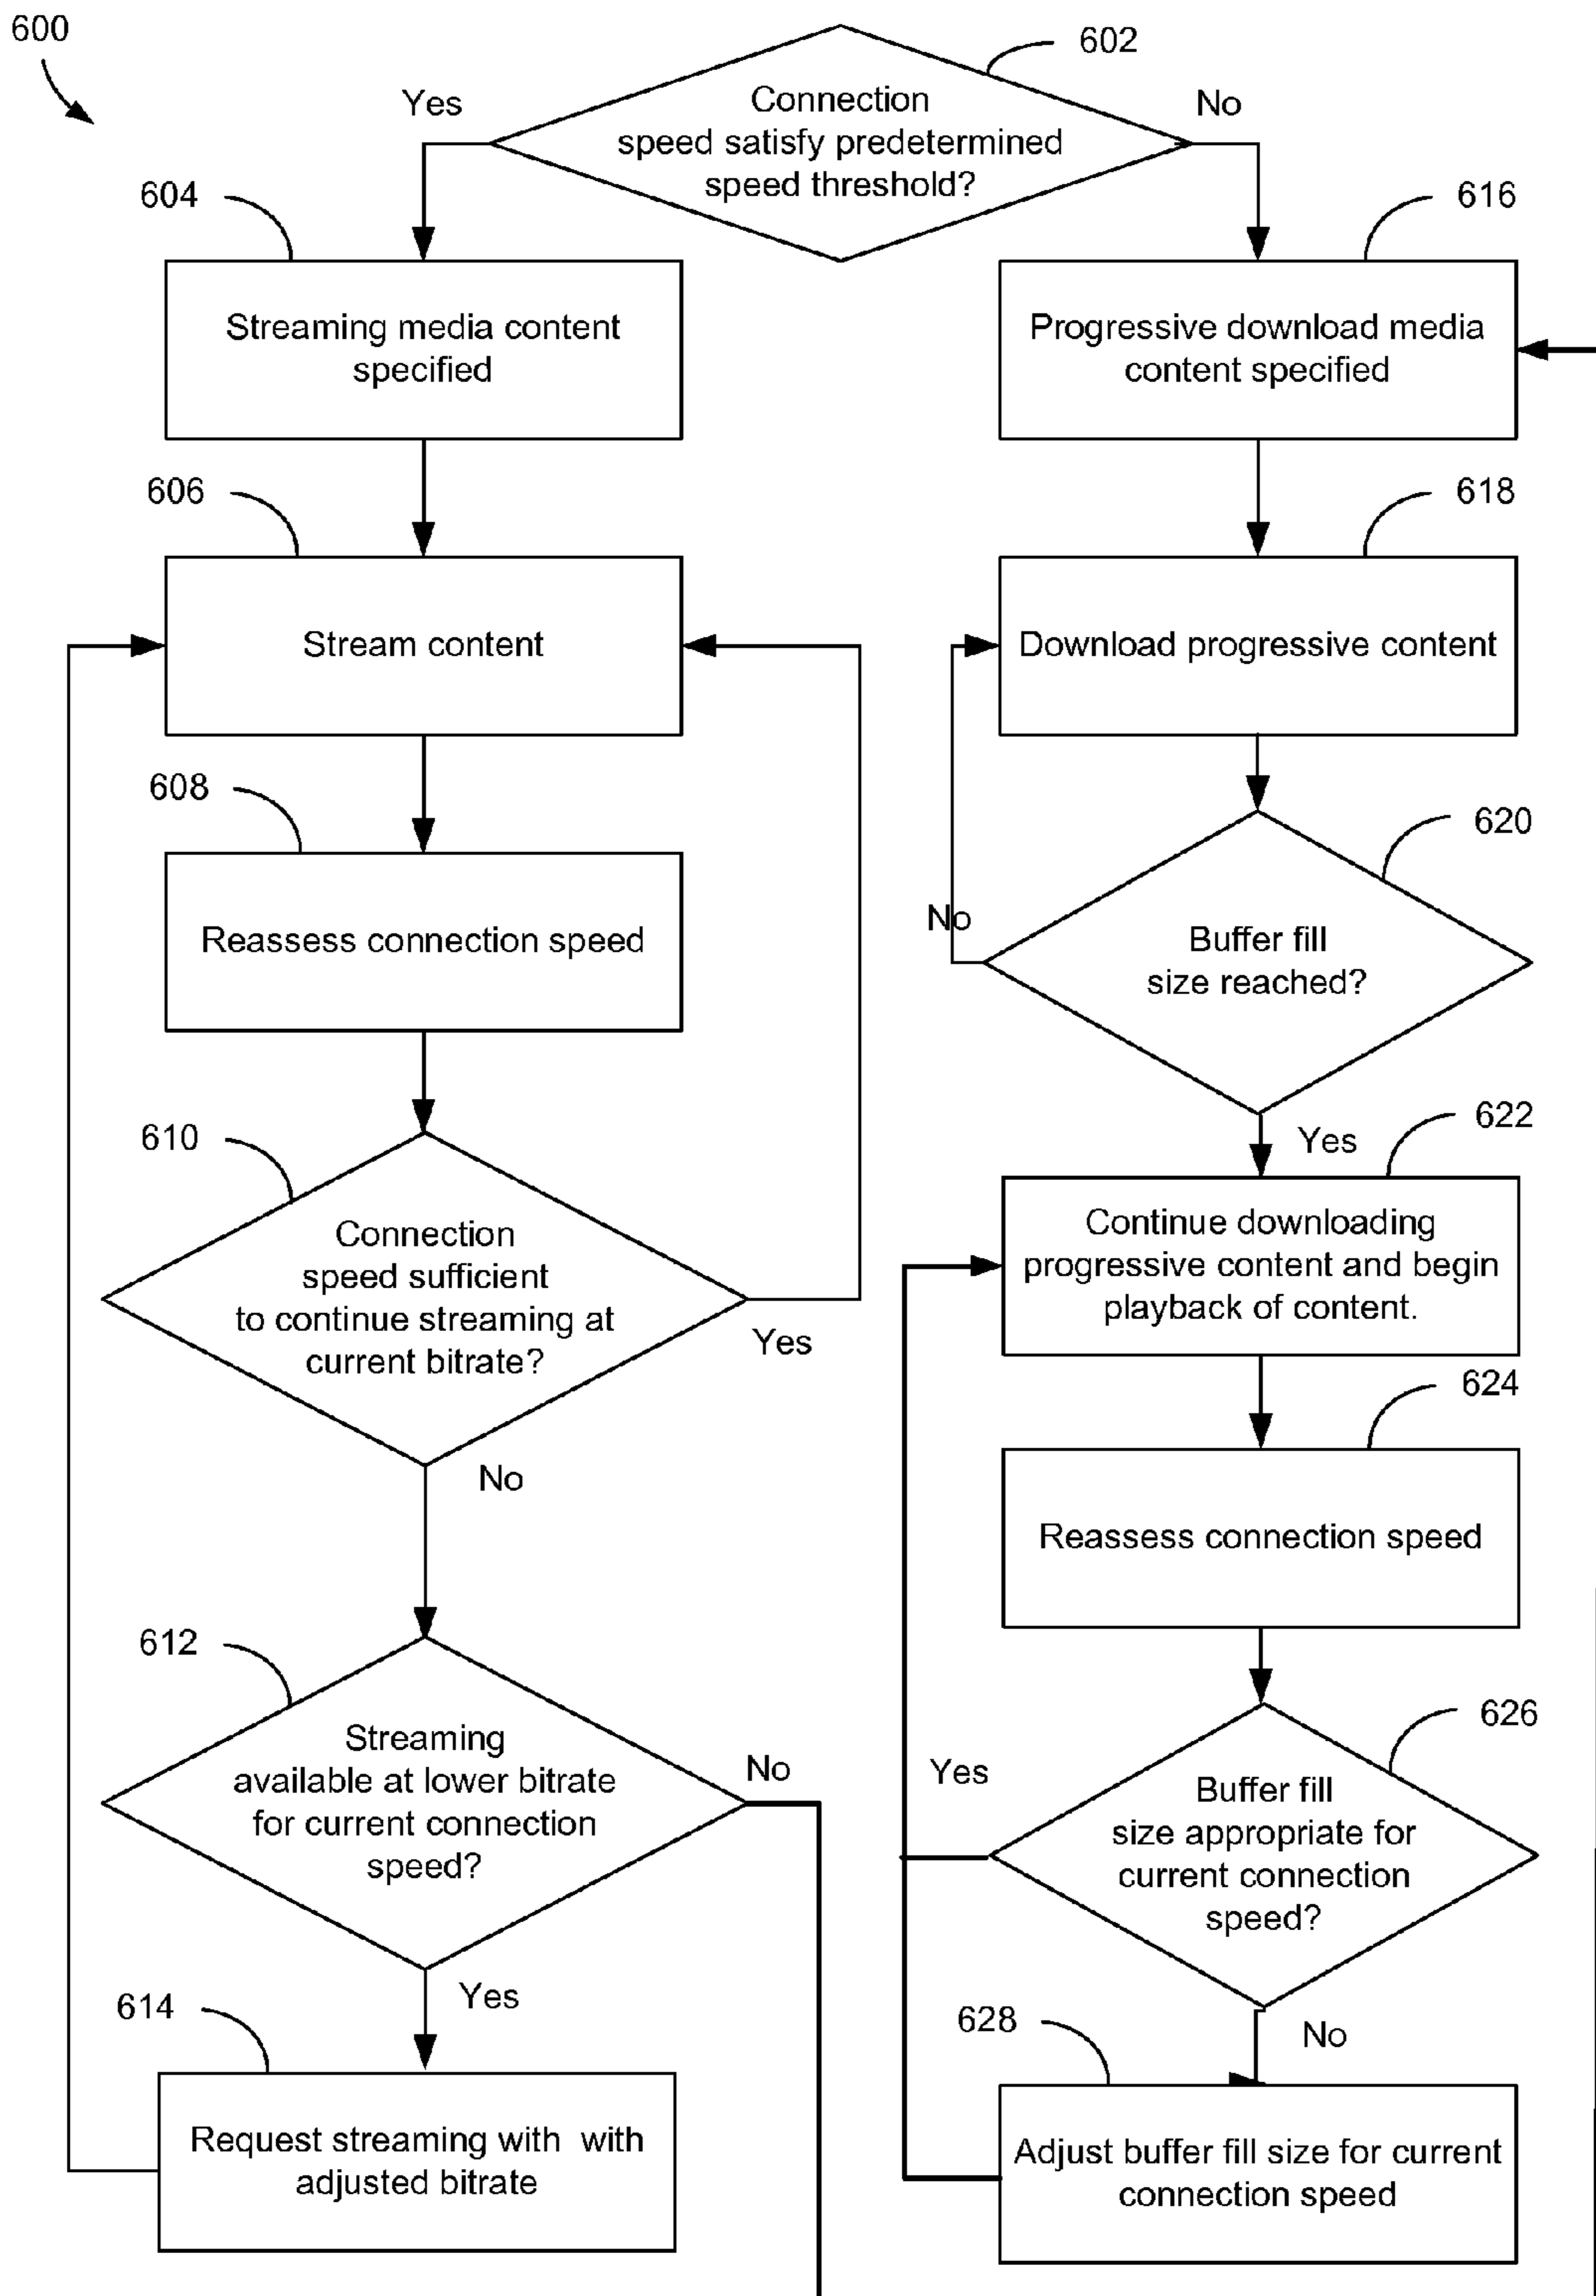 600
602
Yes
Connection
speed satisfy predetermined
speed threshold?
No
604
Streaming media content
specified
606
Stream content
608
Reassess connection speed
610
Connection
speed sufficient
to continue streaming at
current bitrate?
Yes
No
612
Streaming
available at lower bitrate
for current connection
speed?
No
Yes
614
Request streaming with  with
adjusted bitrate
616
Progressive download media
content specified
618
Download progressive content
620
Buffer fill
size reached?
No
Yes
622
Continue downloading
progressive content and begin
playback of content.
624
Reassess connection speed
626
Buffer fill
size appropriate for
current connection
speed?
Yes
No
628
Adjust buffer fill size for current
connection speed